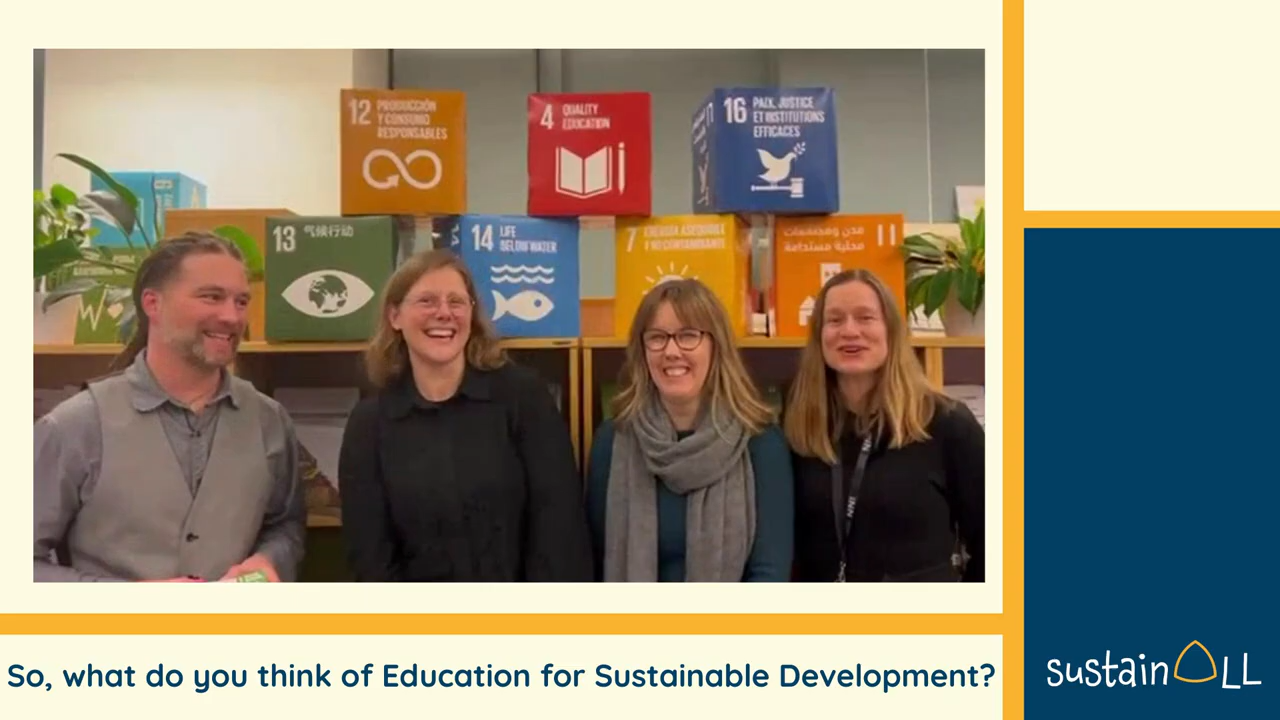 12 PRODUCCIÓN
Y CONSUMO
RESPONSABLES
4 QUALITY
EDUCATION
16 PAIX, JUSTICE
ET INSTITUTIONS
EFFICACES
13 气候行动
14 LIFE
BELOW WATER
7 ENERGÍA ASEQUIBLE
Y NO CONTAMINANTE
11 مدن ومجتمعات
محلية مستدامة
So, what do you think of Education for Sustainable Development?
sustainALL